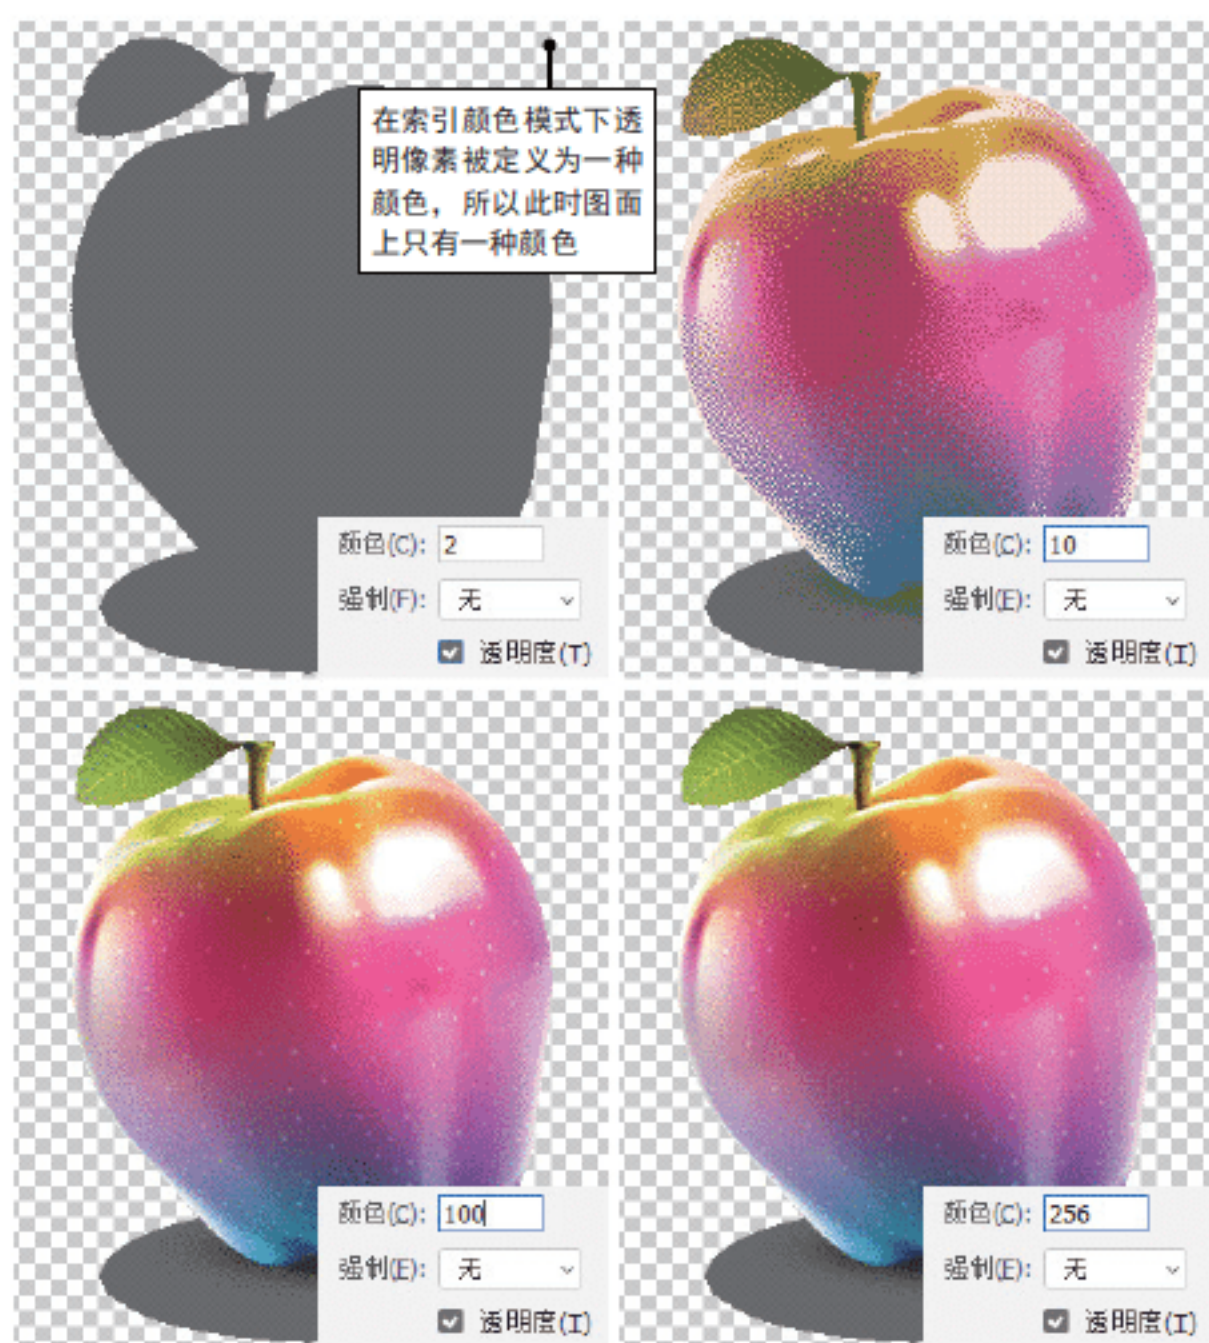 在索引颜色模式下透
明像素被定义为一种
颜色，所以此时图面
上只有一种颜色
颜色(C): 2
强制(F): 无
透明度(T)
颜色(C): 10
强制(E): 无
透明度(I)
颜色(C): 100
强制(E): 无
透明度(I)
颜色(C): 256
强制(E): 无
透明度(I)